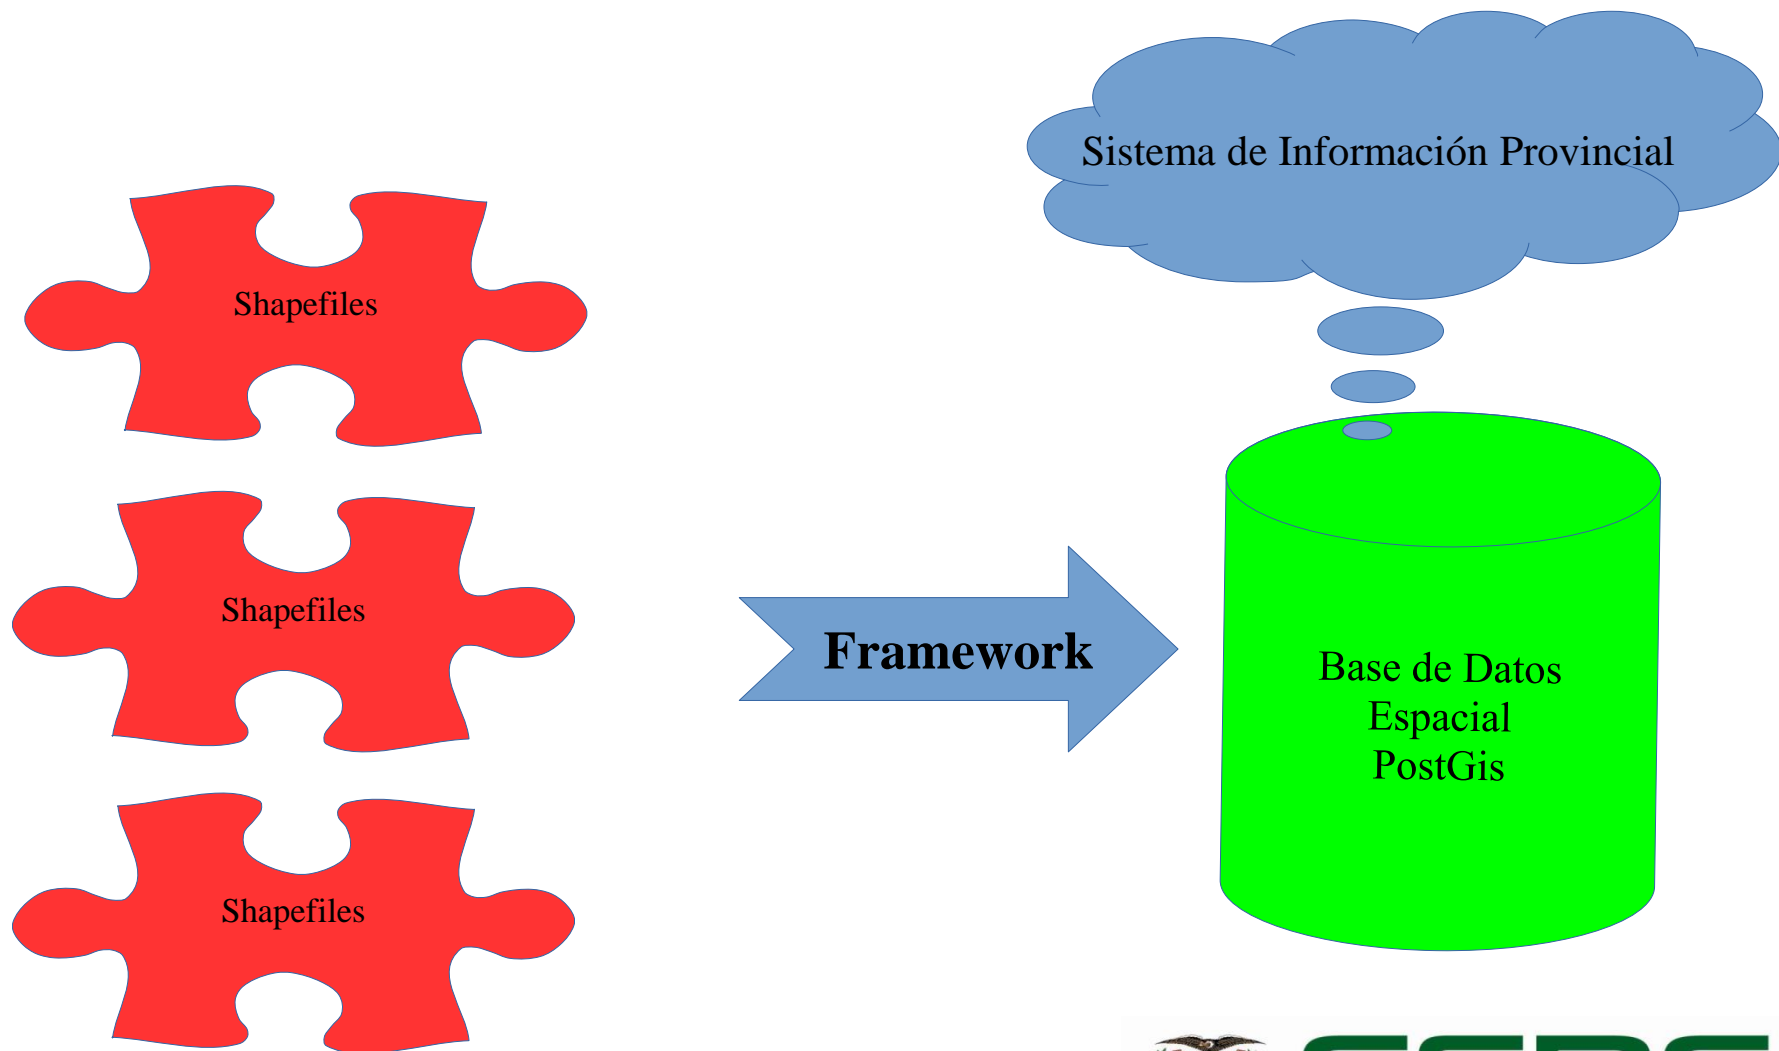 Sistema de Información Provincial
Shapefiles
Shapefiles
Framework
Base de Datos
Espacial
PostGis
Shapefiles